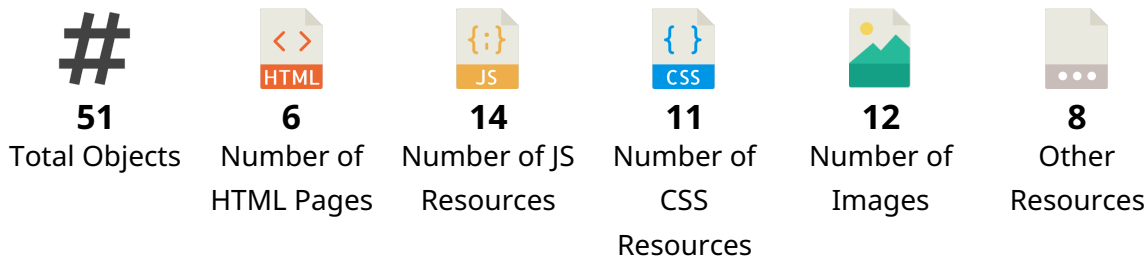 #
HTML
JS
CSS
51
6
14
11
12
8
Total Objects
Number of
HTML Pages
Number of JS
Resources
Number of
CSS
Resources
Number of
Images
Other
Resources